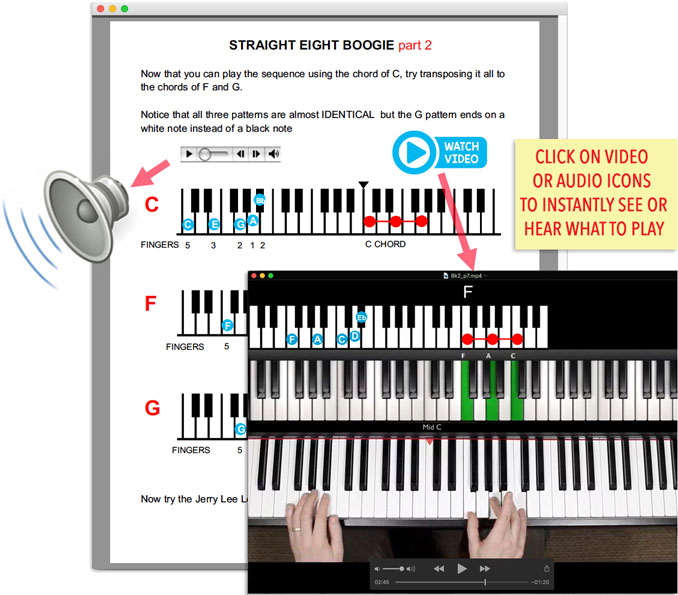 STRAIGHT EIGHT BOOGIE part 2
Now that you can play the sequence using the chord of C, try transposing it all to
the chords of F and G.
Notice that all three patterns are almost IDENTICAL but the G pattern ends on a
white note instead of a black note
WATCH
VIDEO
CLICK ON VIDEO
OR AUDIO ICONS
TO INSTANTLY SEE OR
HEAR WHAT TO PLAY
C
C E G A Bb
FINGERS 5 3 2 1 2 C CHORD
Bk2_p7.mp4
F
F A C D Eb
F A C
Mid C
02:45 -01:20
F
F
FINGERS 5
G
G
FINGERS 5
Now try the Jerry Lee L